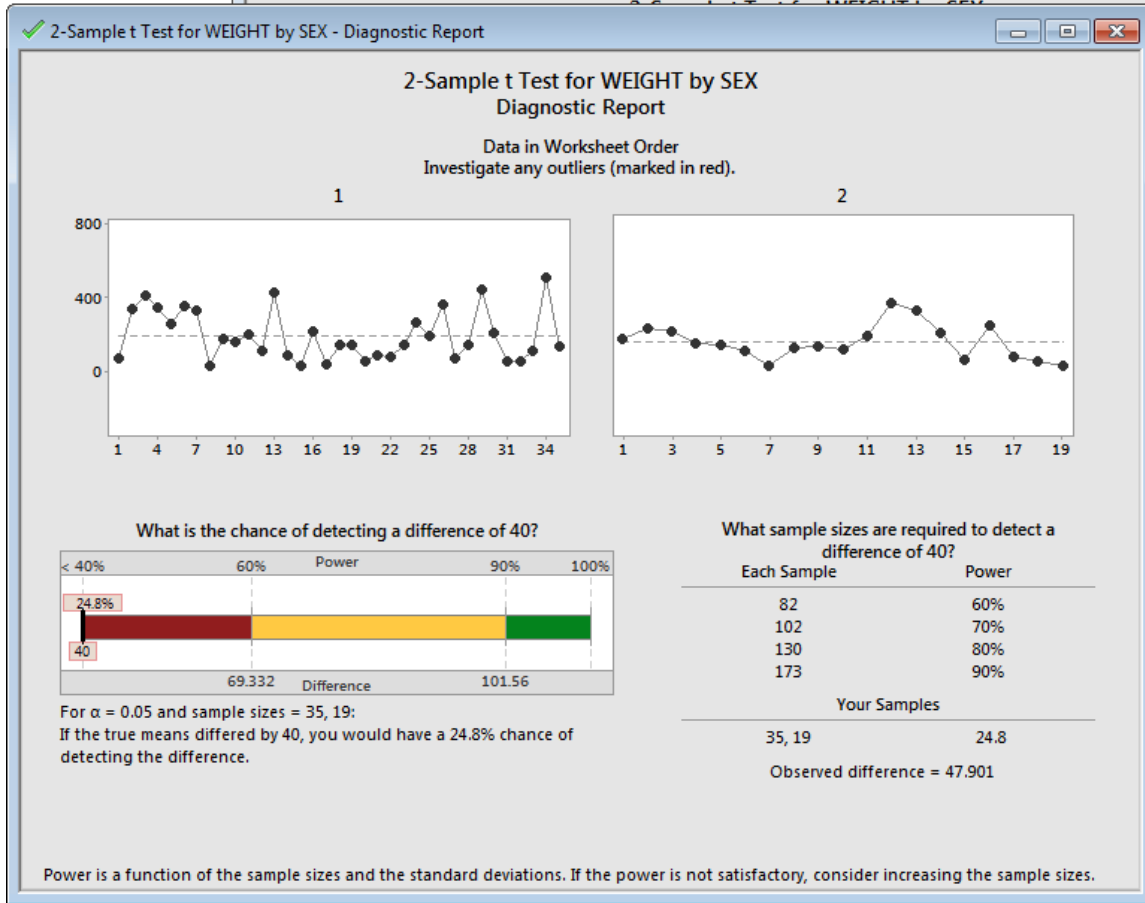 2-Sample t Test for WEIGHT by SEX
2-Sample t Test for WEIGHT by SEX - Diagnostic Report
2-Sample t Test for WEIGHT by SEX
Diagnostic Report
Data in Worksheet Order
Investigate any outliers (marked in red).
1
2
800
400
0
1 4 7 10 13 16 19 22 25 28 31 34
1 3 5 7 9 11 13 15 17 19
What is the chance of detecting a difference of 40?
< 40% 60% Power 90% 100%
24.8%
40
69.332 Difference 101.56
For α = 0.05 and sample sizes = 35, 19:
If the true means differed by 40, you would have a 24.8% chance of
detecting the difference.
What sample sizes are required to detect a
difference of 40?
Each Sample Power
82 60%
102 70%
130 80%
173 90%
Your Samples
35, 19 24.8
Observed difference = 47.901
Power is a function of the sample sizes and the standard deviations. If the power is not satisfactory, consider increasing the sample sizes.